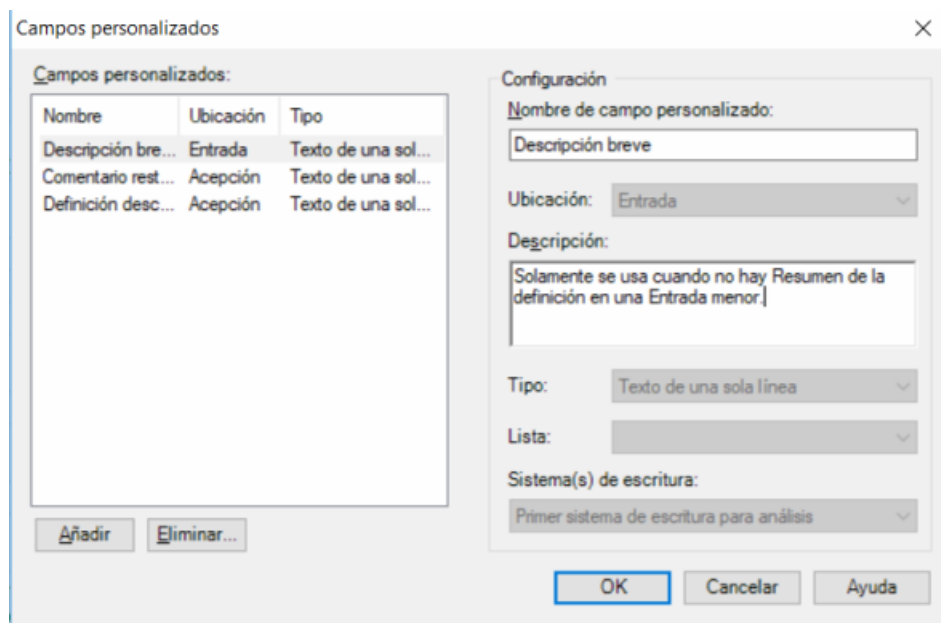 Campos personalizados
Campos personalizados:
Nombre Ubicación Tipo
Descripción bre... Entrada Texto de una sol...
Comentario rest... Acepción Texto de una sol...
Definición desc... Acepción Texto de una sol...
Añadir Eliminar...
Configuración
Nombre de campo personalizado:
Descripción breve
Ubicación: Entrada
Descripción:
Solamente se usa cuando no hay Resumen de la
definición en una Entrada menor.
Tipo: Texto de una sola línea
Lista:
Sistema(s) de escritura:
Primer sistema de escritura para análisis
OK Cancelar Ayuda